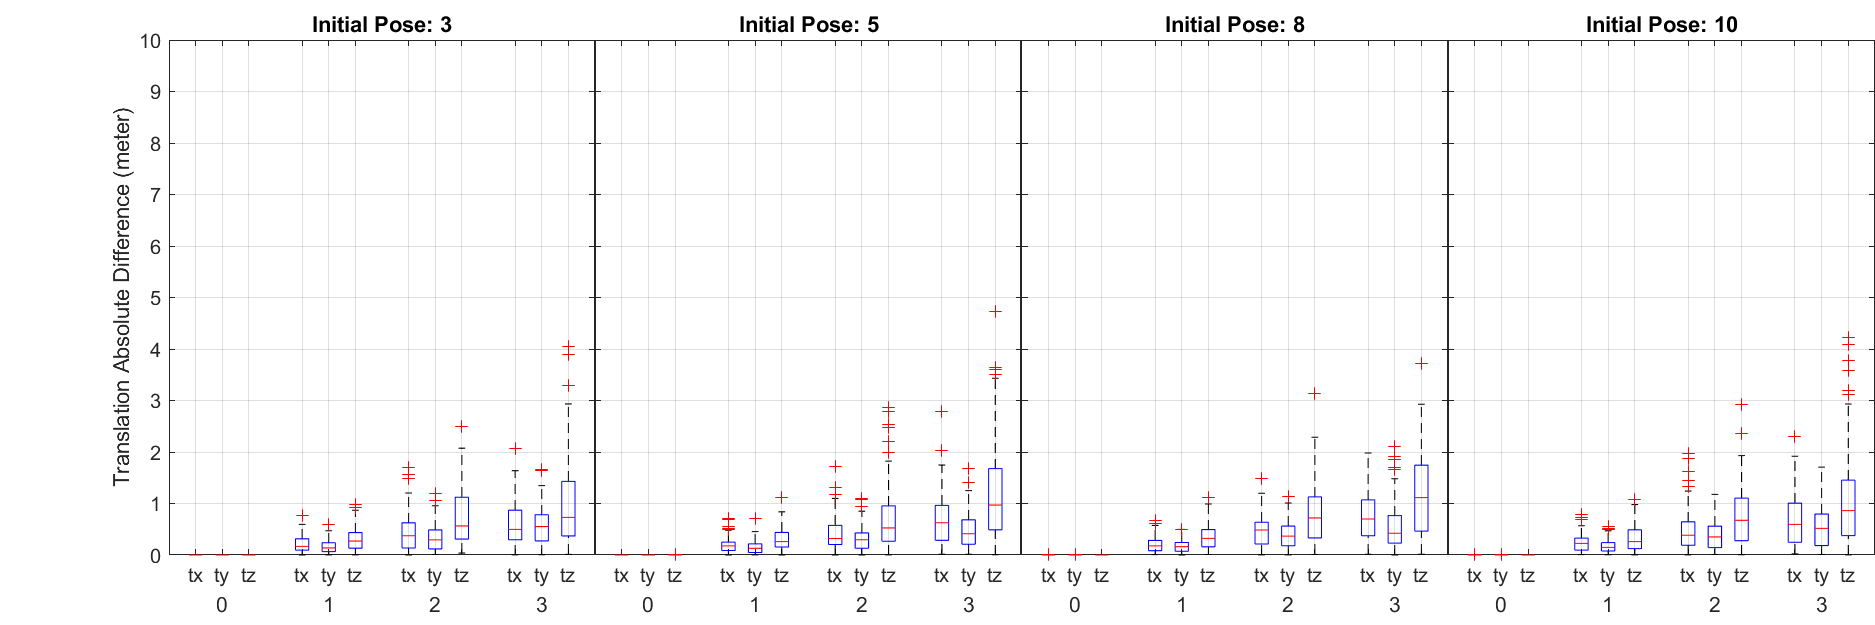 Initial Pose: 3 Initial Pose: 5 Initial Pose: 8 Initial Pose: 10
Translation Absolute Difference (meter)
10
9
8
7
6
5
4
3
2
1
0
tx ty tz tx ty tz tx ty tz tx ty tz tx ty tz tx ty tz tx ty tz tx ty tz tx ty tz tx ty tz tx ty tz tx ty tz tx ty tz tx ty tz tx ty tz tx ty tz
0 1 2 3 0 1 2 3 0 1 2 3 0 1 2 3